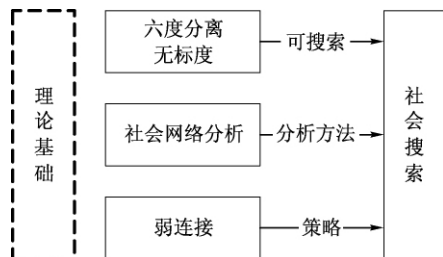 理论基础
六度分离
无标度
可搜索
社会网络分析
分析方法
弱连接
策略
社会搜索